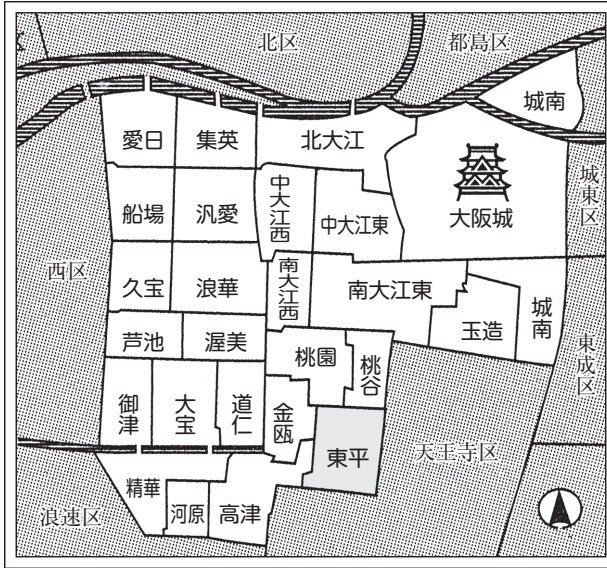 北区
都島区
城南
愛日
集英
北大江
大阪城
城東区
船場
汎愛
中大江西
中大江東
西区
久宝
浪華
南大江西
南大江東
玉造
城南
東成区
芦池
渥美
桃園
桃谷
御津
大宝
道仁
金甌
東平
天王寺区
精華
河原
高津
浪速区